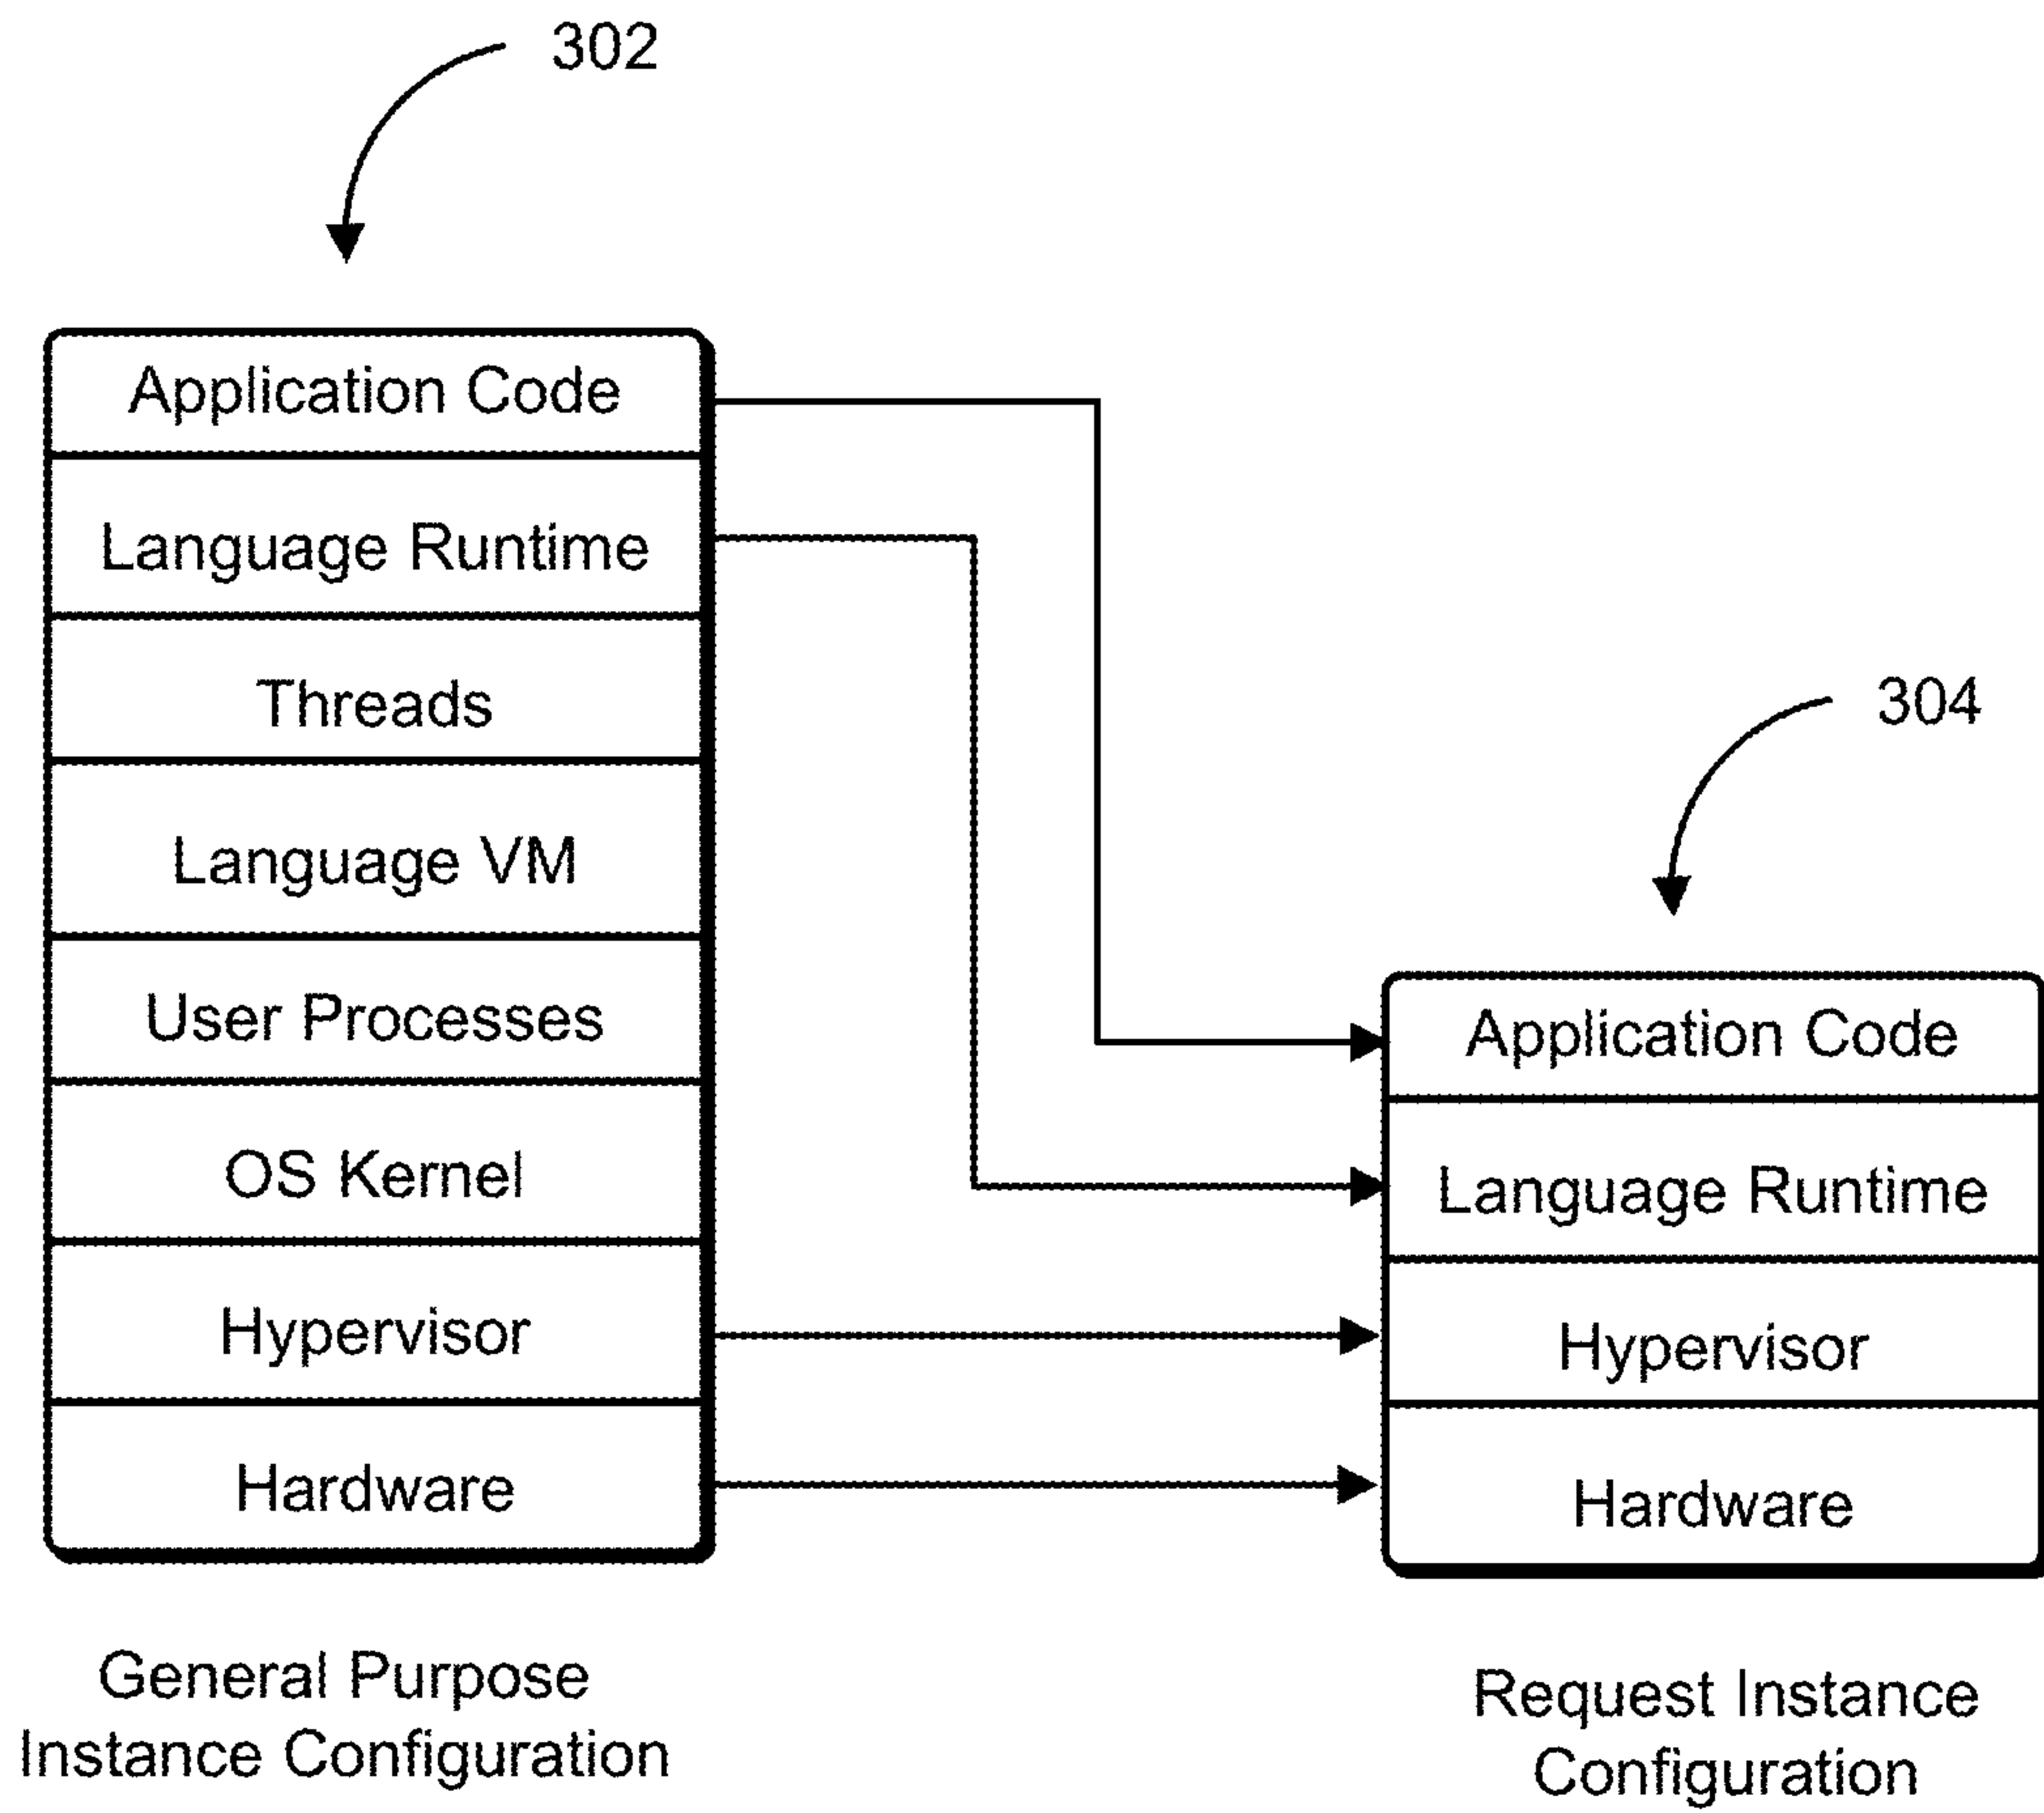 302
Application Code
Language Runtime
Threads
Language VM
User Processes
OS Kernel
Hypervisor
Hardware
General Purpose
Instance Configuration
304
Application Code
Language Runtime
Hypervisor
Hardware
Request Instance
Configuration